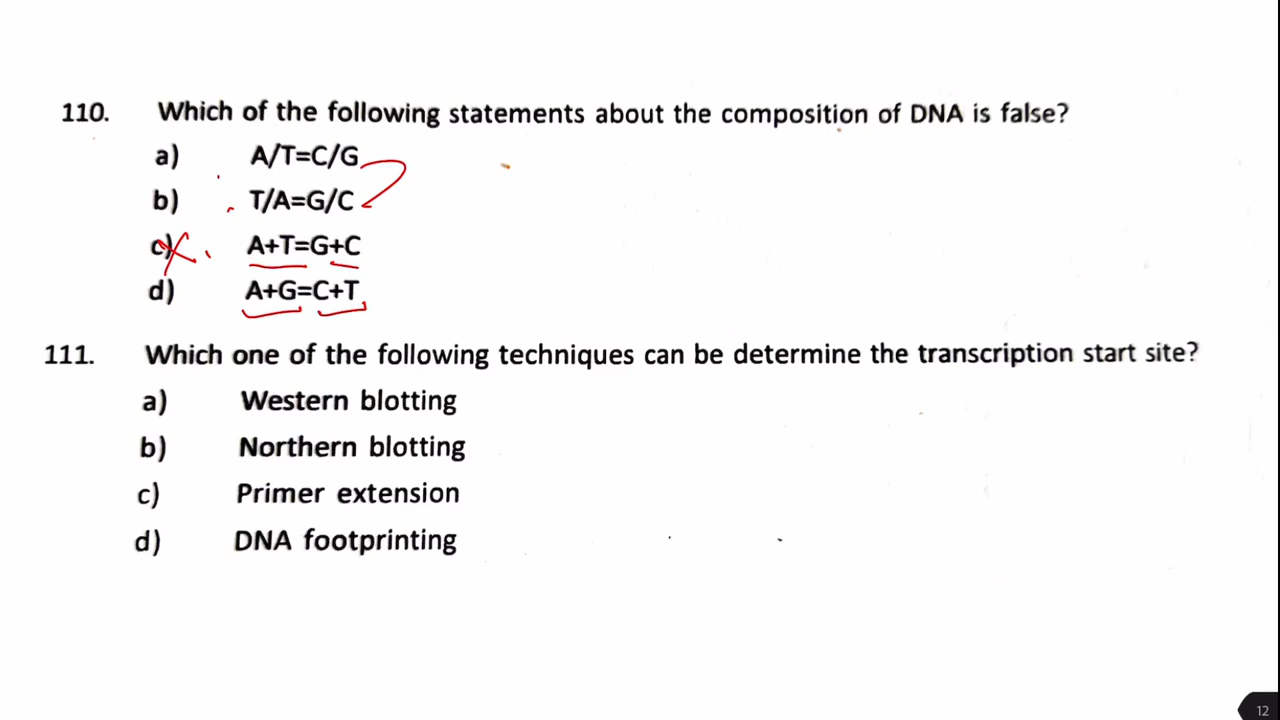 110. Which of the following statements about the composition of DNA is false?
a) A/T=C/G
b) T/A=G/C
c) A+T=G+C
d) A+G=C+T
111. Which one of the following techniques can be determine the transcription start site?
a) Western blotting
b) Northern blotting
c) Primer extension
d) DNA footprinting
12